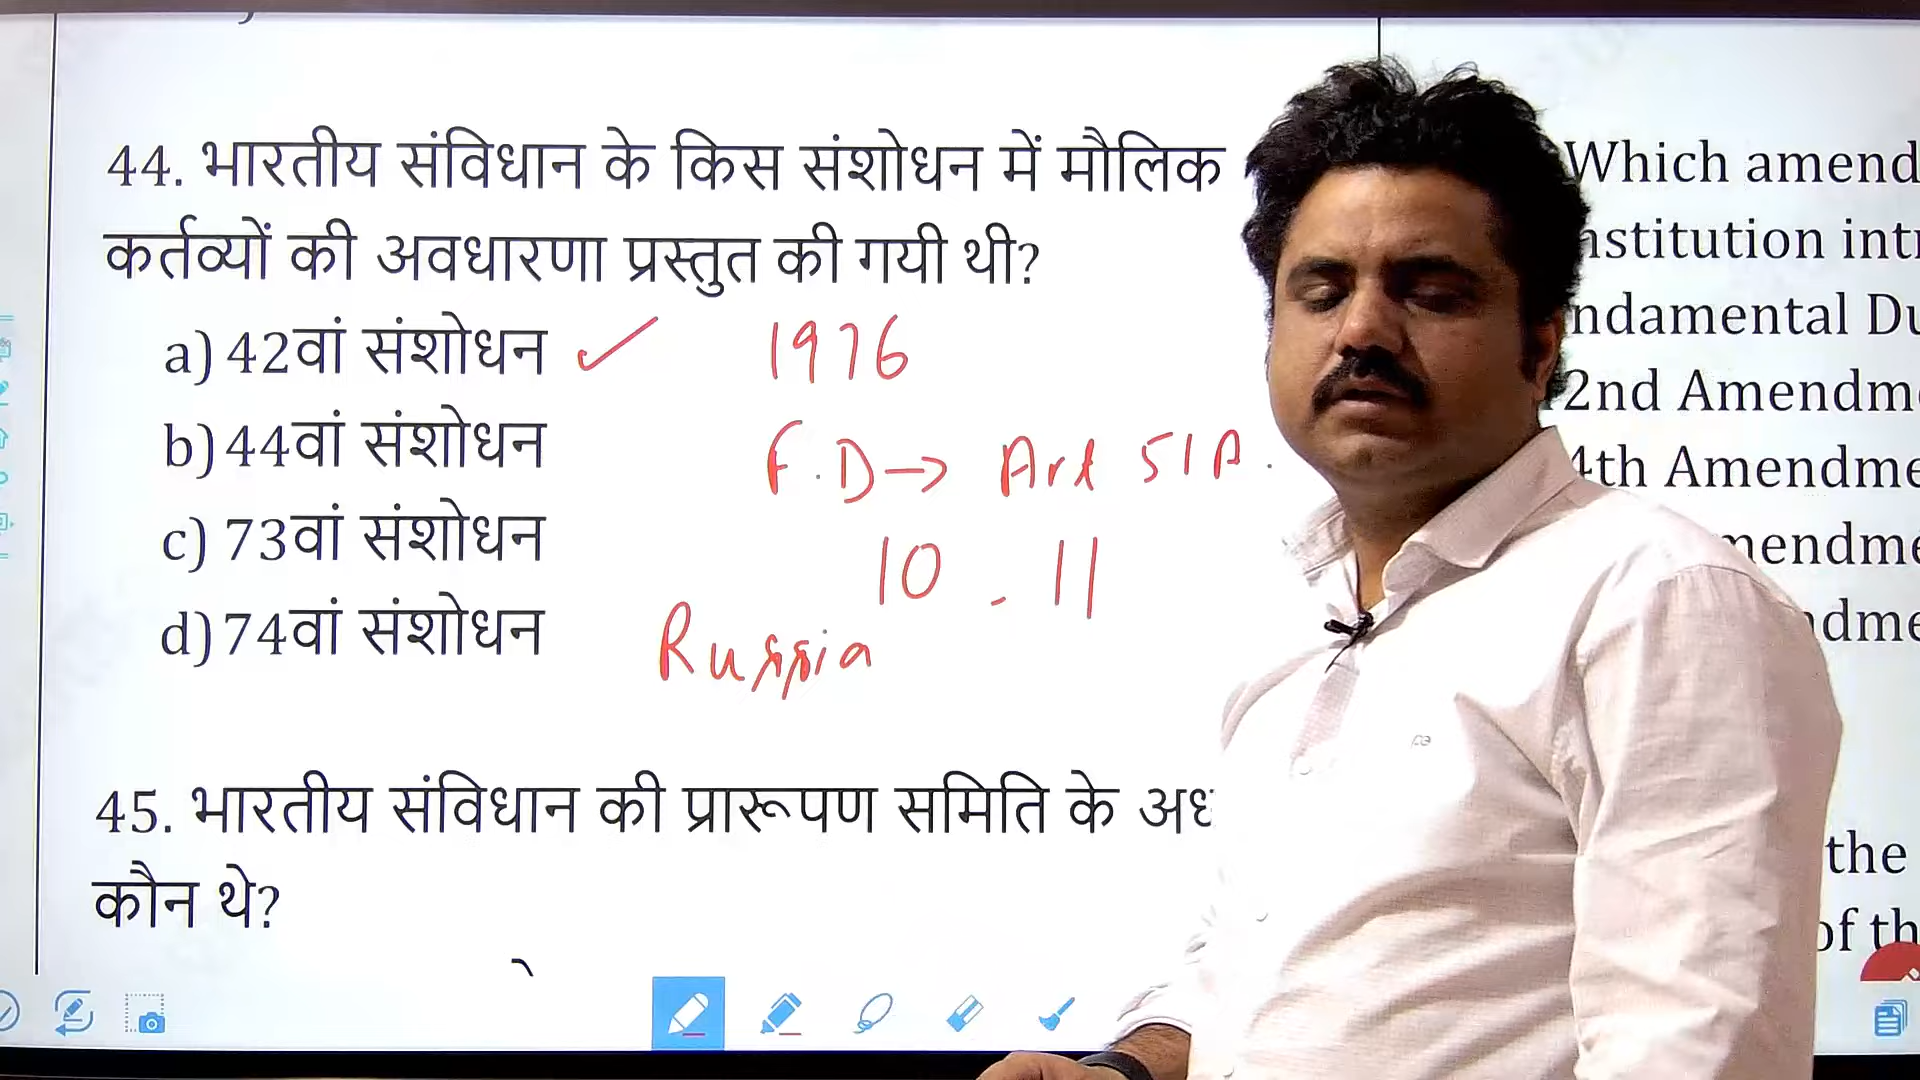 44. भारतीय संविधान के किस संशोधन में मौलिक
कर्तव्यों की अवधारणा प्रस्तुत की गयी थी?
a) 42वां संशोधन ✓ 1976
b) 44वां संशोधन
F.D → Art 51A.
c) 73वां संशोधन
10 - 11
d) 74वां संशोधन
Russia
45. भारतीय संविधान की प्रारूपण समिति के
कौन थे?
Which amend
nstitution int
ndamental Du
2nd Amendm
4th Amendme
mendme
dme
the
of th